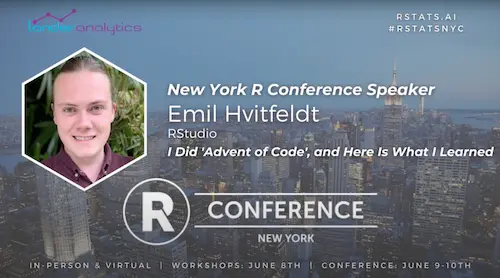 lander analytics
RSTATS.AI
#RSTATSNYC
New York R Conference Speaker
Emil Hvitfeldt
RStudio
I Did 'Advent of Code', and Here Is What I Learned
R CONFERENCE
NEW YORK
IN-PERSON & VIRTUAL | WORKSHOPS: JUNE 8TH | CONFERENCE: JUNE 9-10TH